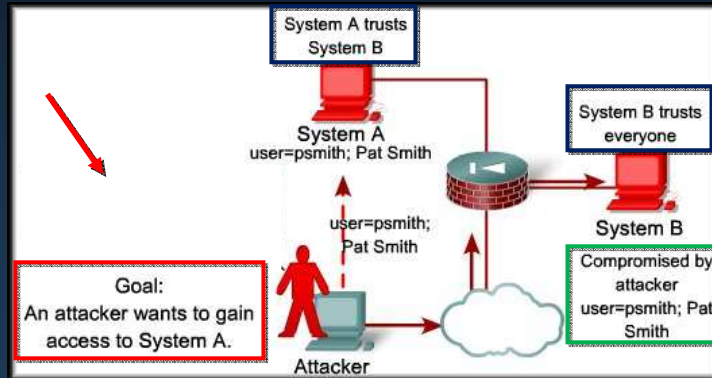 System A trusts
System B
System A
user=psmith; Pat Smith
System B trusts
everyone
System B
user=psmith;
Pat Smith
Goal:
An attacker wants to gain
access to System A.
Attacker
Compromised by
attacker
user=psmith; Pat
Smith